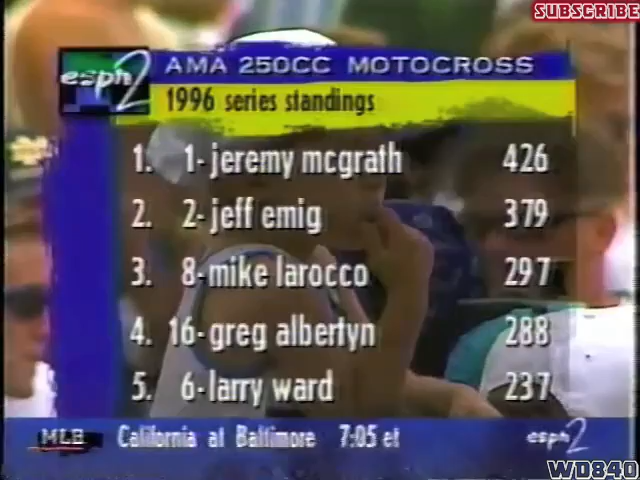 SUBSCRIBE
espn2 AMA 250CC MOTOCROSS
1996 series standings
1. 1-jeremy mcgrath 426
2. 2-jeff emig 379
3. 8-mike larocco 297
4. 16-greg albertyn 288
5. 6-larry ward 237
MLB California at Baltimore 7:05 et espn2
WD840